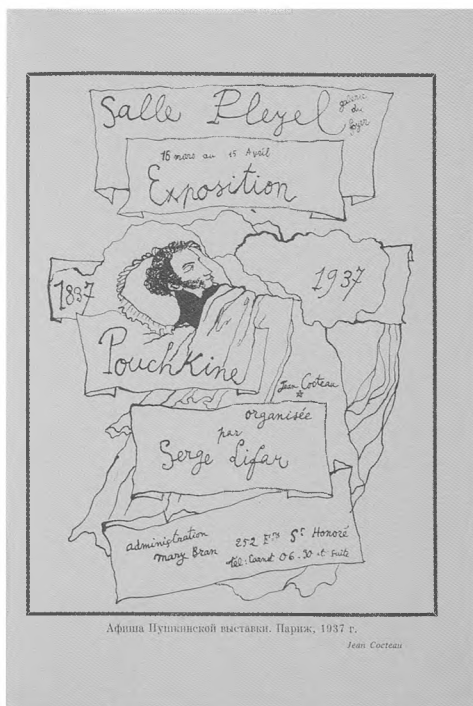 Salle Pleyel
galerie
du
foyer
16 mars au 15 Avril
Exposition
1837
1937
Pouchkine
Jean Cocteau
organisée
par
Serge Lifar
administration
Mary Bran
252 Fbg St Honoré
tél: Carnot 06.30 et suite
Афиша Пушкинской выставки. Париж, 1937 г.
Jean Cocteau